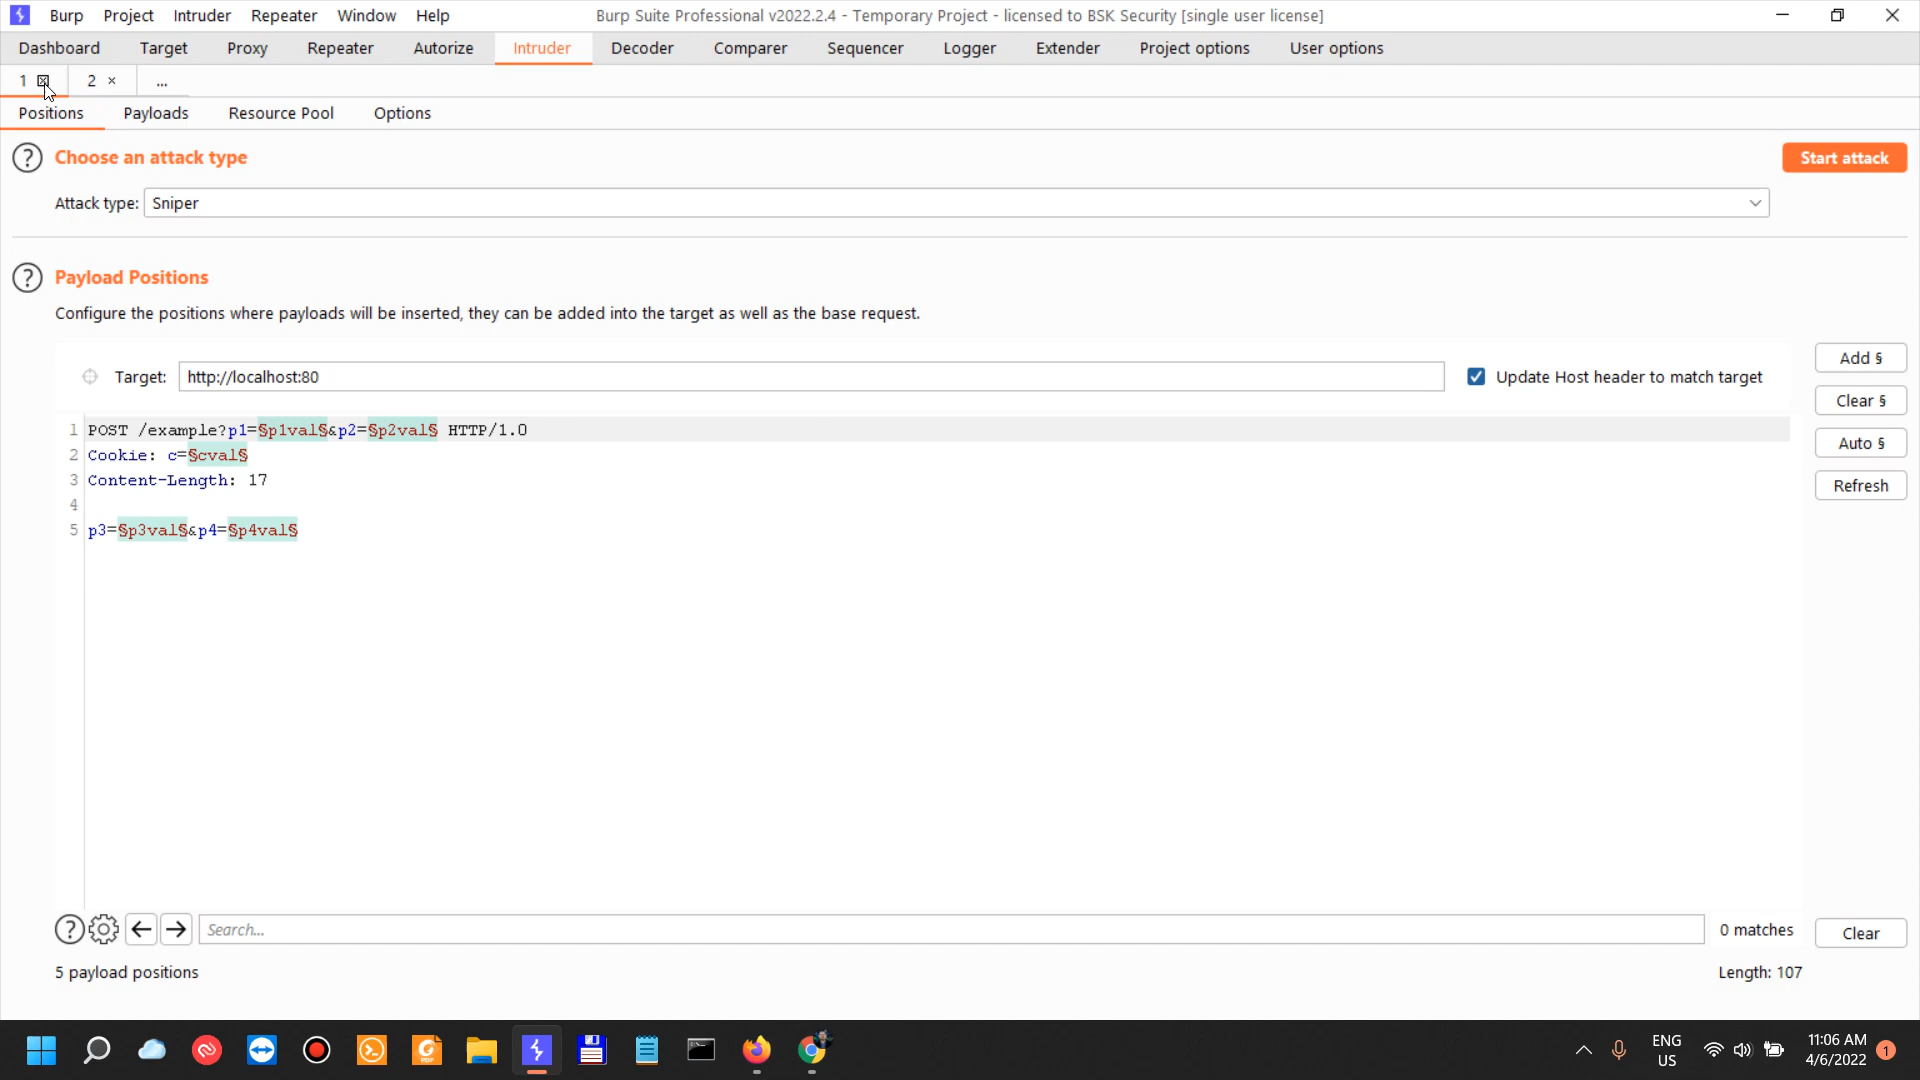 Burp Project Intruder Repeater Window Help Burp Suite Professional v2022.2.4 - Temporary Project - licensed to BSK Security [single user license]
Dashboard Target Proxy Repeater Autorize Intruder Decoder Comparer Sequencer Logger Extender Project options User options
1 2 × ...
Positions Payloads Resource Pool Options
? Choose an attack type Start attack
Attack type: Sniper
? Payload Positions
Configure the positions where payloads will be inserted, they can be added into the target as well as the base request.
Target: http://localhost:80 Update Host header to match target
Add §
Clear §
Auto §
Refresh
1 POST /example?p1=§p1val§&p2=§p2val§ HTTP/1.0
2 Cookie: c=§cval§
3 Content-Length: 17
4
5 p3=§p3val§&p4=§p4val§
? Search... 0 matches Clear
5 payload positions Length: 107
ENG
US
11:06 AM
4/6/2022
1
PDF